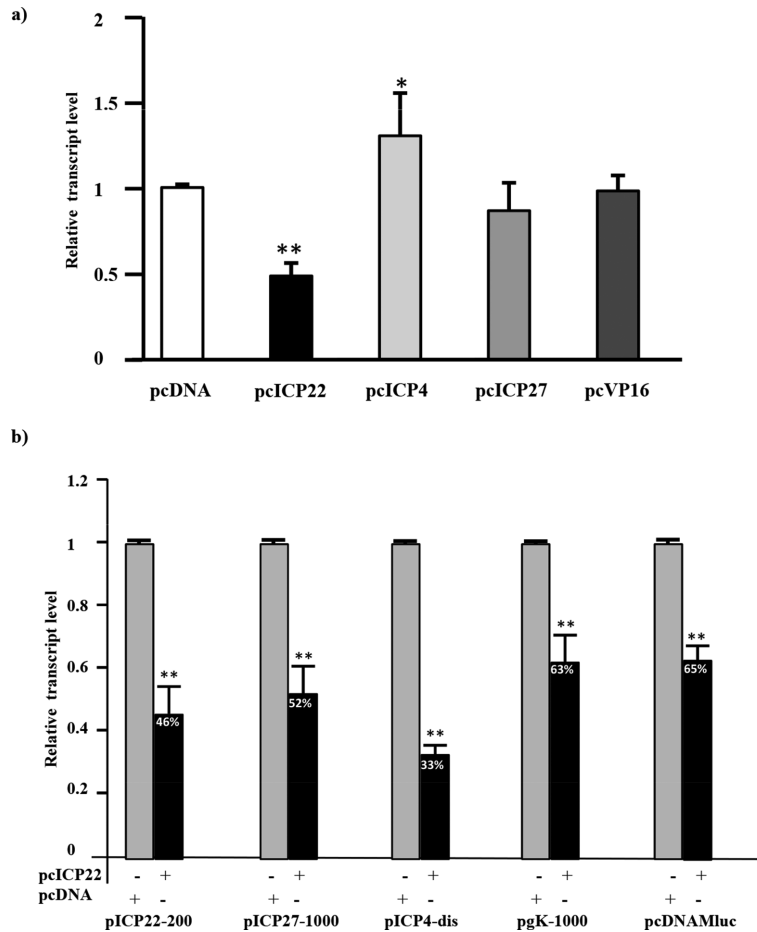 a)
2
1.5
1
0.5
0
Relative transcript level
*
**
pcDNA pcICP22 pcICP4 pcICP27 pcVP16
b)
1.2
1
0.8
0.6
0.4
0.2
0
Relative transcript level
** ** ** ** **
46% 52% 33% 63% 65%
pcICP22 - + - + - + - + - +
pcDNA + - + - + - + - + -
pICP22-200 pICP27-1000 pICP4-dis pgK-1000 pcDNAMluc